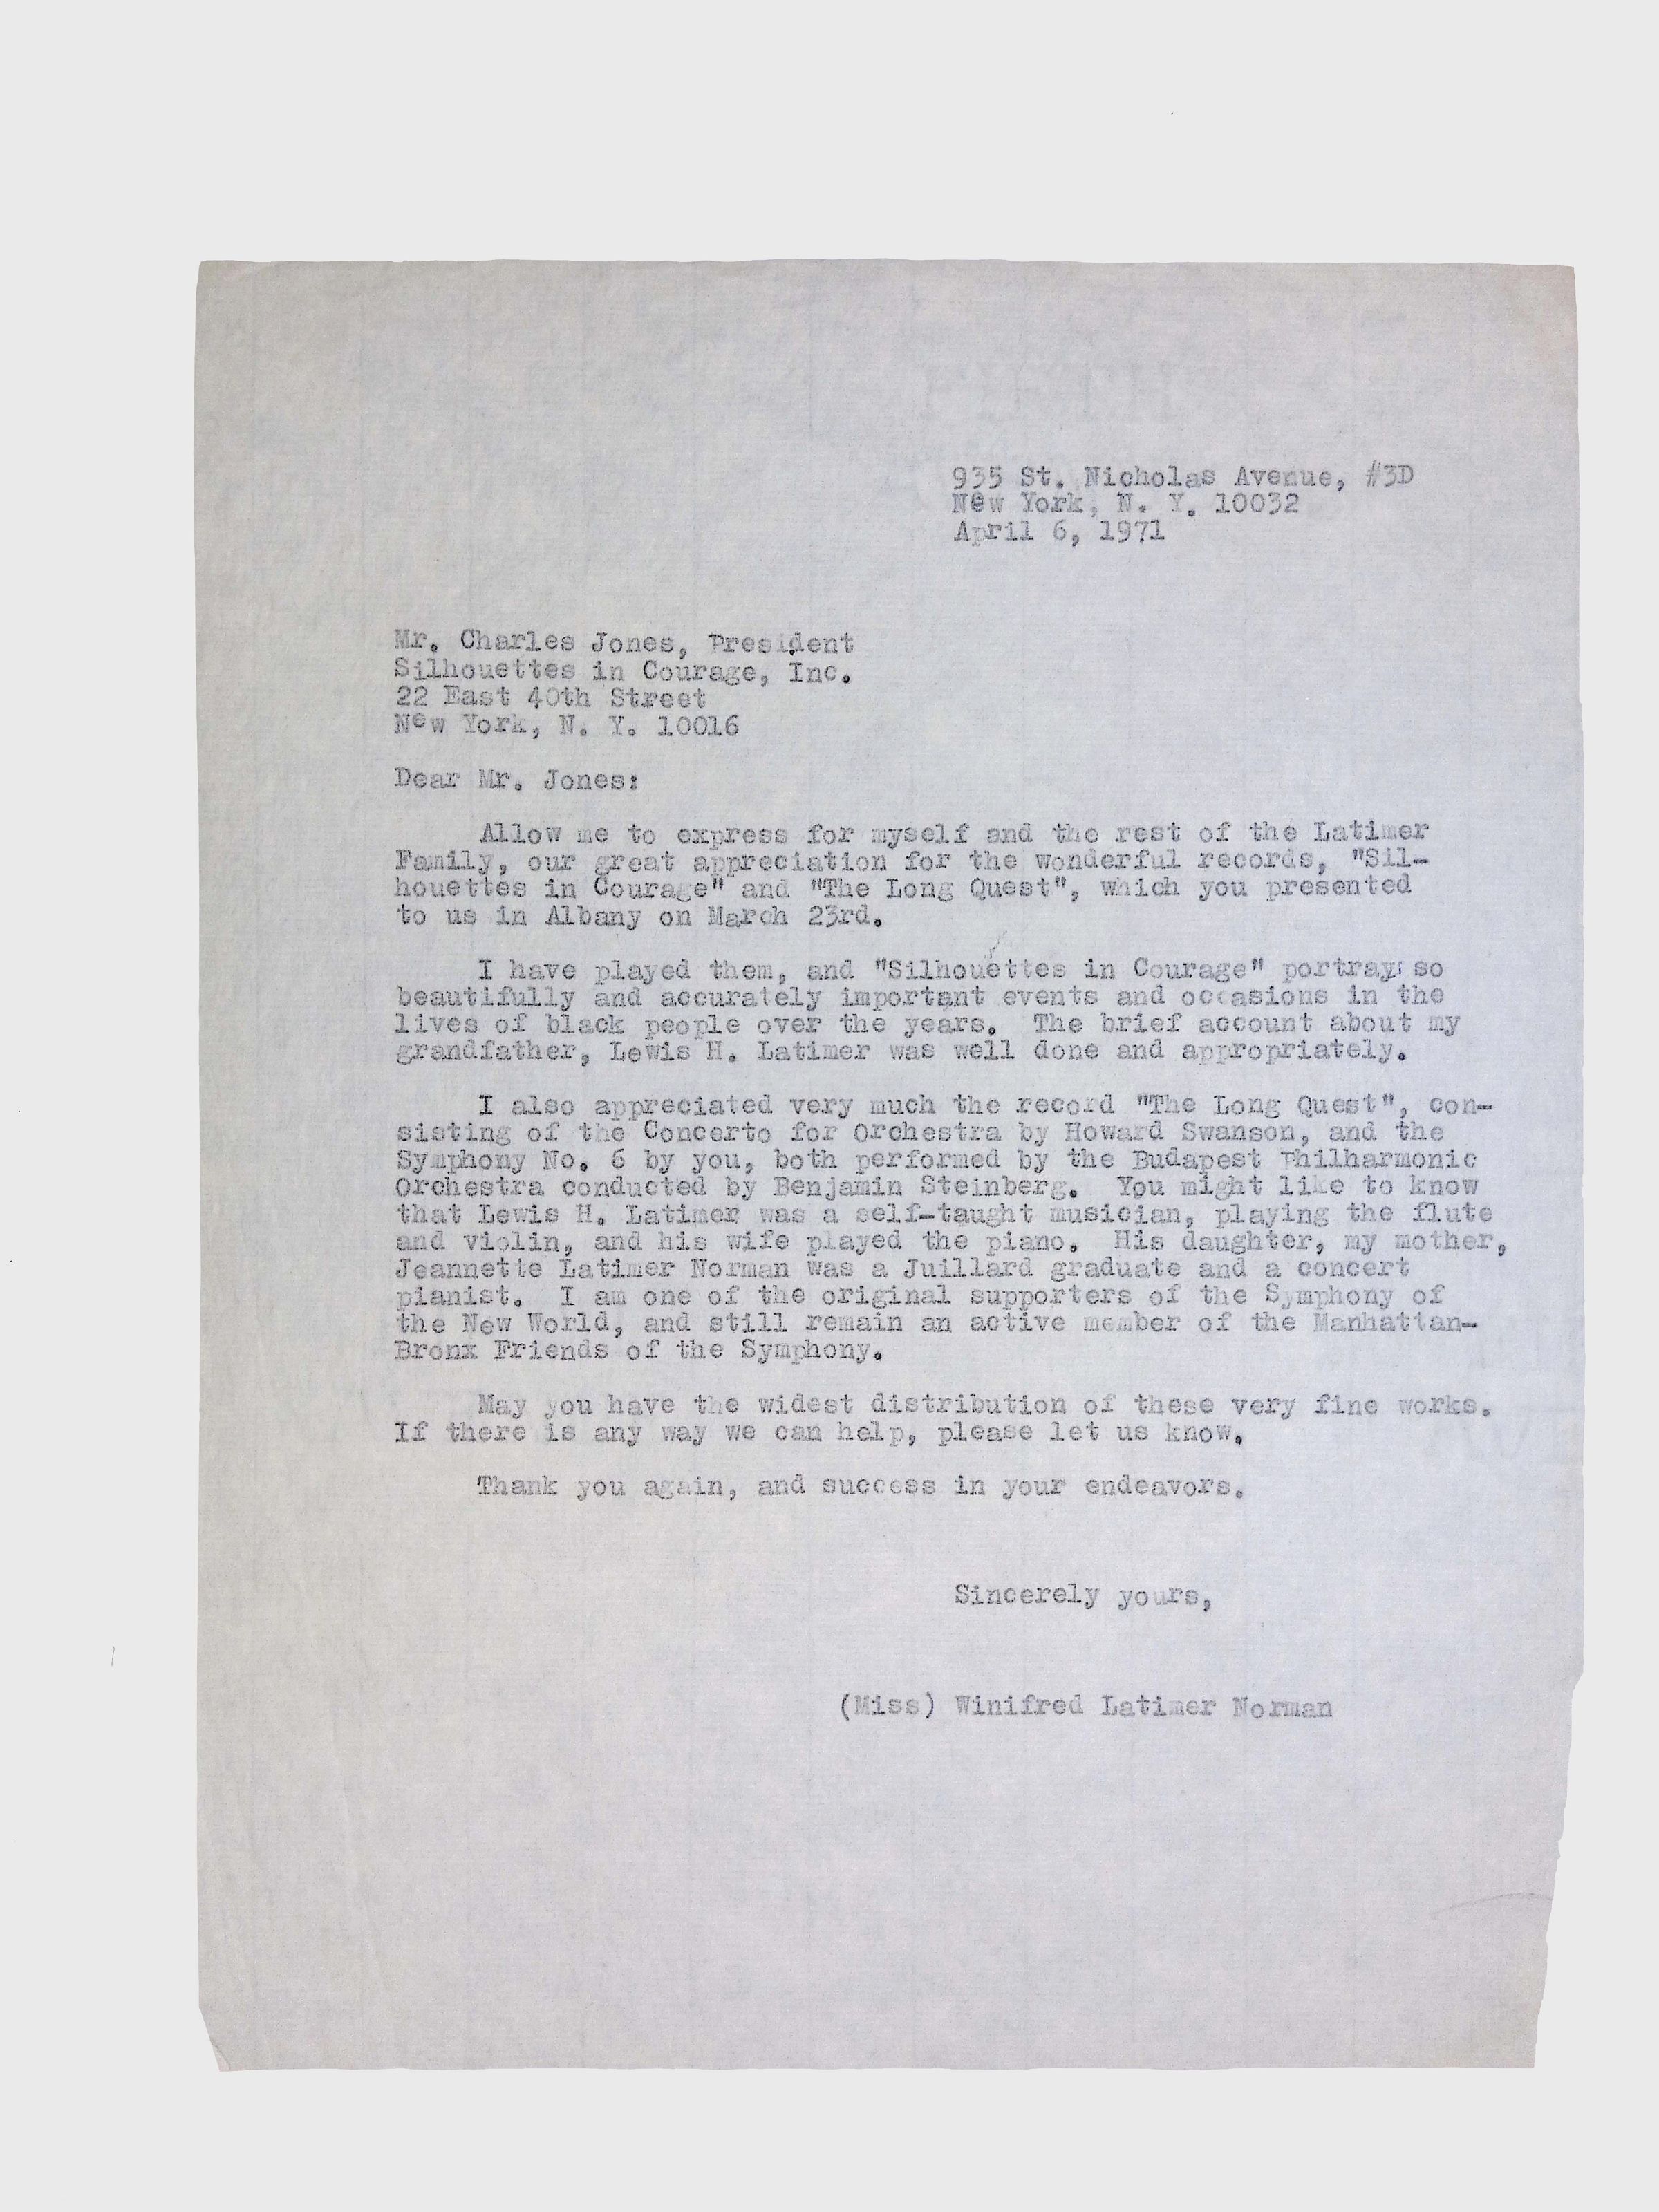 935 St. Nicholas Avenue, #3D
New York, N. Y. 10032
April 6, 1971
Mr. Charles Jones, President
Silhouettes in Courage, Inc.
22 East 40th Street
New York, N. Y. 10016
Dear Mr. Jones:
Allow me to express for myself and the rest of the Latimer
Family, our great appreciation for the wonderful records, "Sil-
houettes in Courage" and "The Long Quest", which you presented
to us in Albany on March 23rd.
I have played them, and "Silhouettes in Courage" portrays so
beautifully and accurately important events and occasions in the
lives of black people over the years. The brief account about my
grandfather, Lewis H. Latimer was well done and appropriately.
I also appreciated very much the record "The Long Quest", con-
sisting of the Concerto for Orchestra by Howard Swanson, and the
Symphony No. 6 by you, both performed by the Budapest Philharmonic
Orchestra conducted by Benjamin Steinberg. You might like to know
that Lewis H. Latimer was a self-taught musician, playing the flute
and violin, and his wife played the piano. His daughter, my mother,
Jeannette Latimer Norman was a Juillard graduate and a concert
pianist. I am one of the original supporters of the Symphony of
the New World, and still remain an active member of the Manhattan-
Bronx Friends of the Symphony.
May you have the widest distribution of these very fine works.
If there is any way we can help, please let us know.
Thank you again, and success in your endeavors.
Sincerely yours,
(Miss) Winifred Latimer Norman